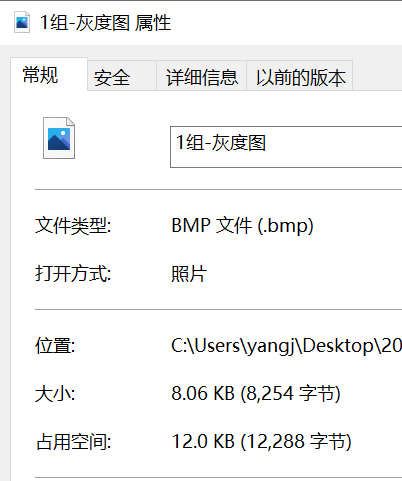 1组-灰度图 属性
常规 安全 详细信息 以前的版本
1组-灰度图
文件类型: BMP 文件 (.bmp)
打开方式: 照片
位置: C:\Users\yangj\Desktop\20
大小: 8.06 KB (8,254 字节)
占用空间: 12.0 KB (12,288 字节)